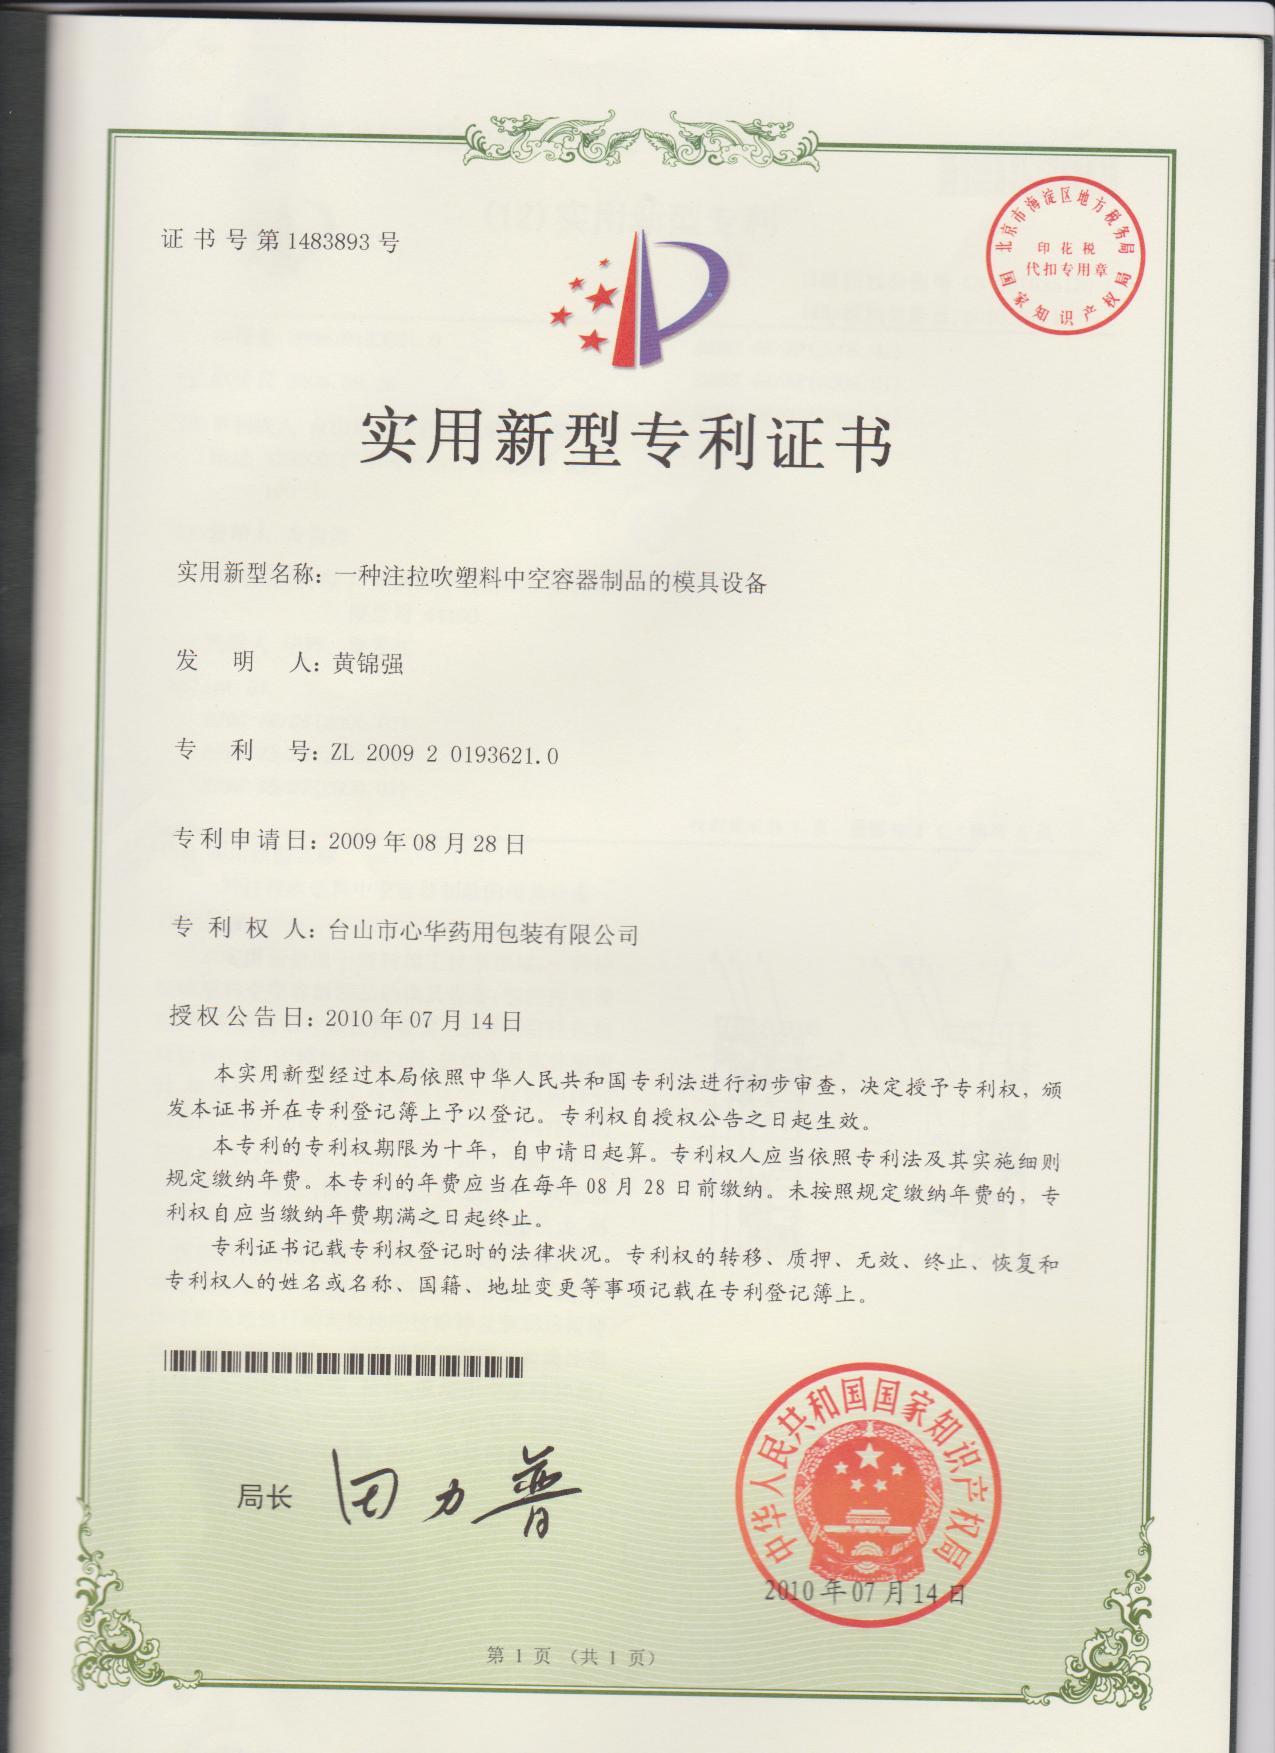 证书号第1483893号
北京市海淀区地方税务局
印花税
代扣专用章
国家知识产权局
实用新型专利证书
实用新型名称：一种注拉吹塑料中空容器制品的模具设备
发明人：黄锦强
专利号：ZL 2009 2 0193621.0
专利申请日：2009年08月28日
专利权人：台山市心华药用包装有限公司
授权公告日：2010年07月14日
本实用新型经过本局依照中华人民共和国专利法进行初步审查，决定授予专利权，颁
发本证书并在专利登记簿上予以登记。专利权自授权公告之日起生效。
本专利的专利权期限为十年，自申请日起算。专利权人应当依照专利法及其实施细则
规定缴纳年费。本专利的年费应当在每年08月28日前缴纳。未按照规定缴纳年费的，专
利权自应当缴纳年费期满之日起终止。
专利证书记载专利权登记时的法律状况。专利权的转移、质押、无效、终止、恢复和
专利权人的姓名或名称、国籍、地址变更等事项记载在专利登记簿上。
局长 田力普
中华人民共和国国家知识产权局
2010年07月14日
第1页（共1页）